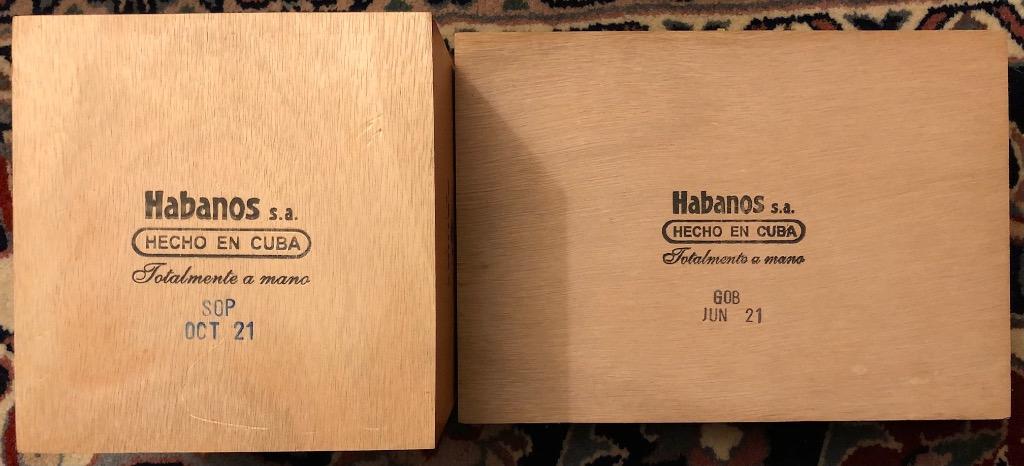 Habanos s.a.
HECHO EN CUBA
Totalmente a mano
SOP
OCT 21
Habanos s.a.
HECHO EN CUBA
Totalmente a mano
GOB
JUN 21